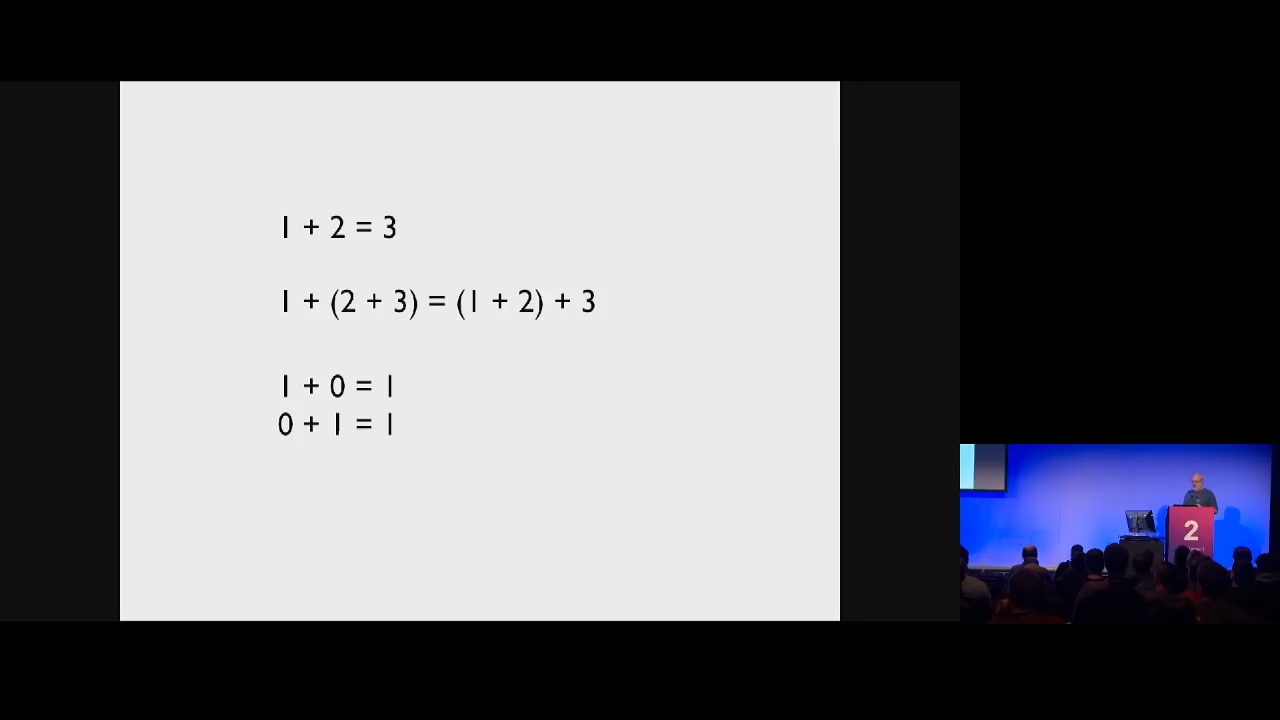 1 + 2 = 3
1 + (2 + 3) = (1 + 2) + 3
1 + 0 = 1
0 + 1 = 1
2